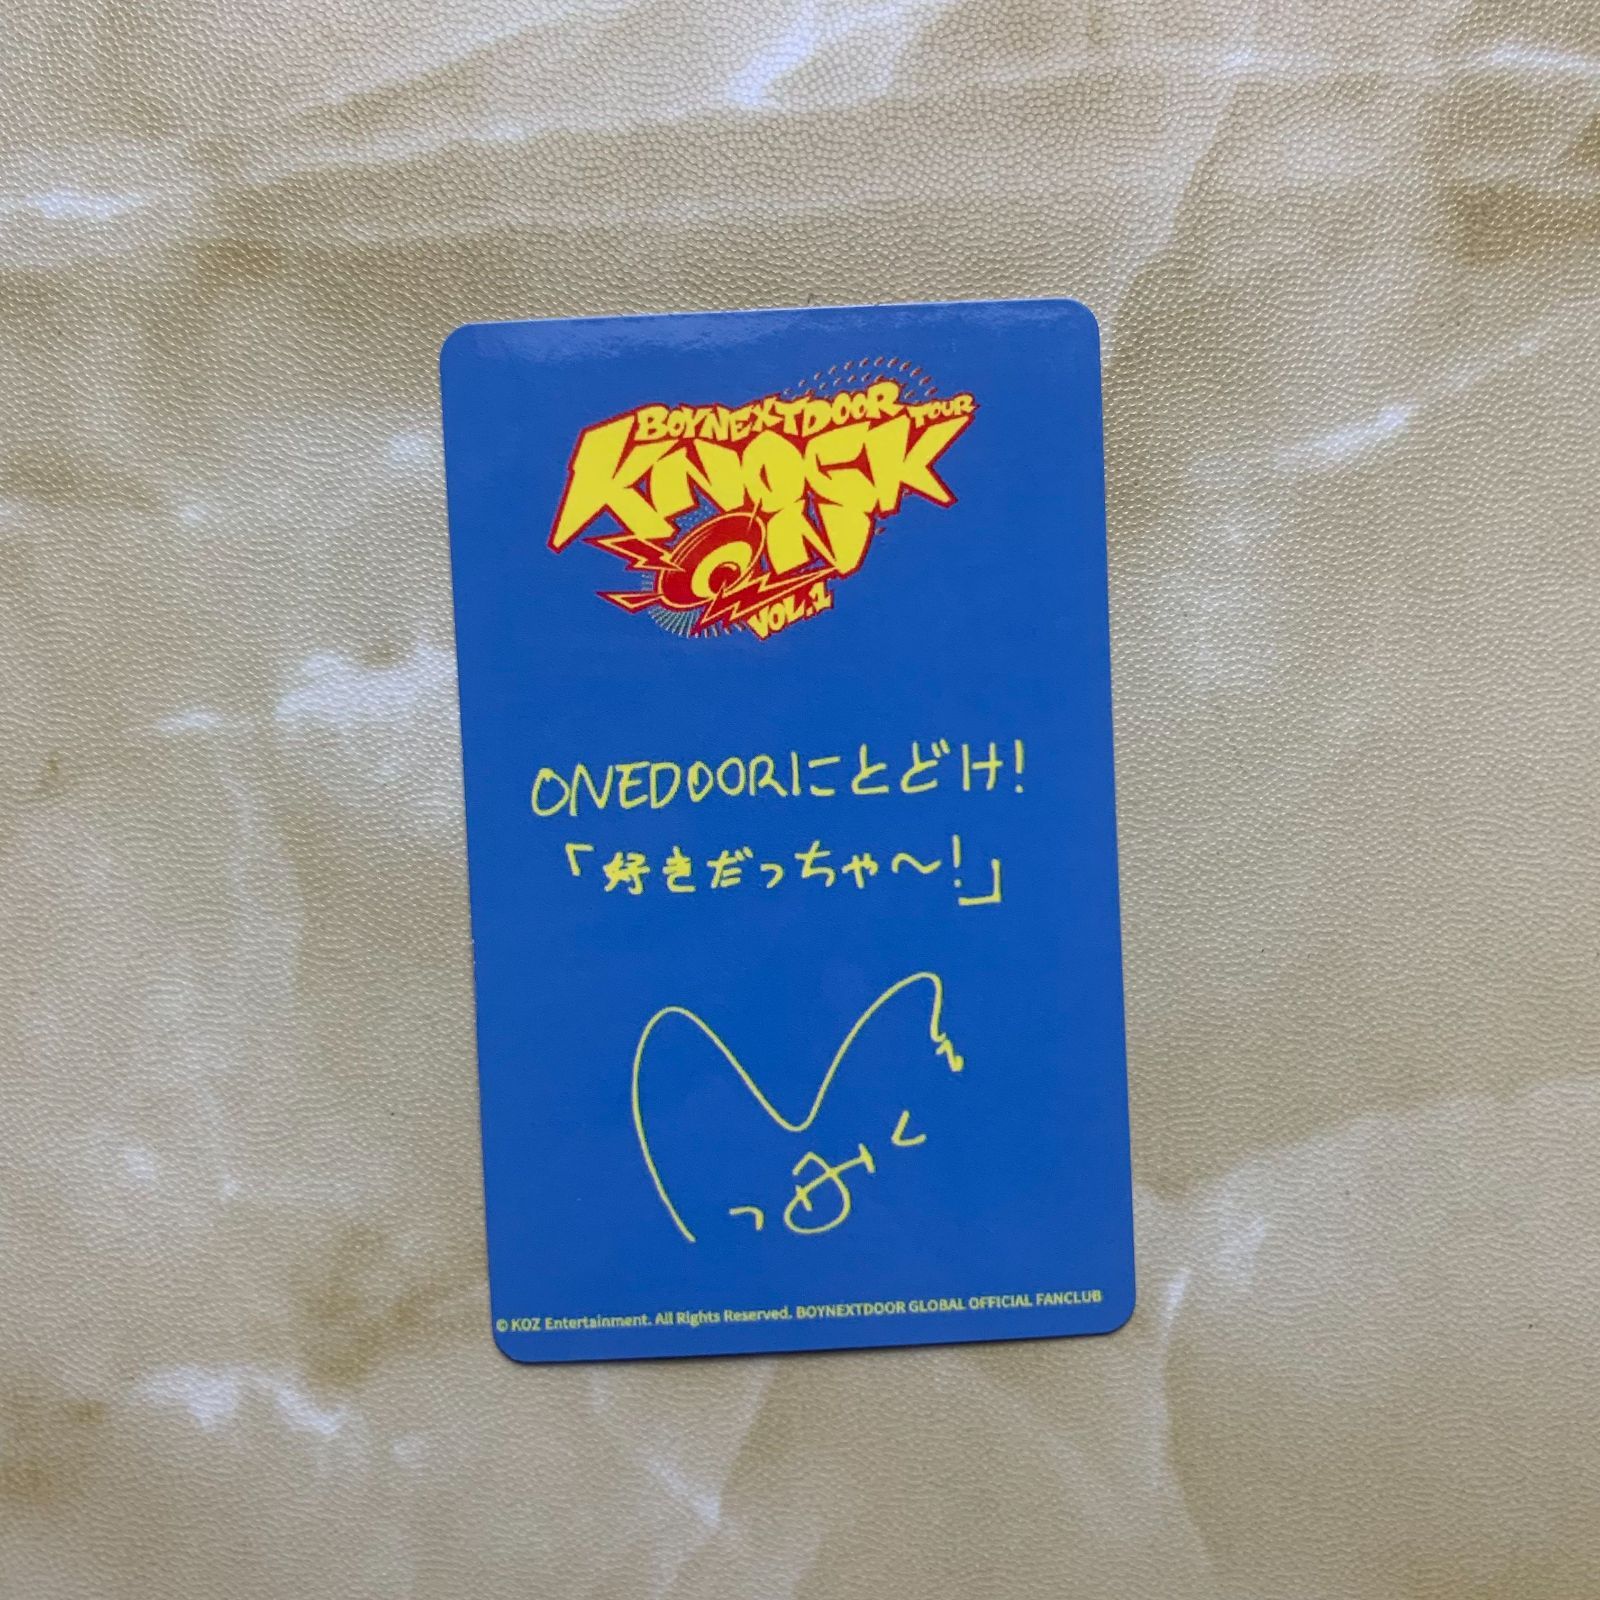 BOYNEXTDOOR TOUR
KNOCK
ON
VOL.1
ONEDOORにとどけ!
「好きだっちゃ〜!」
© KOZ Entertainment. All Rights Reserved. BOYNEXTDOOR GLOBAL OFFICIAL FANCLUB